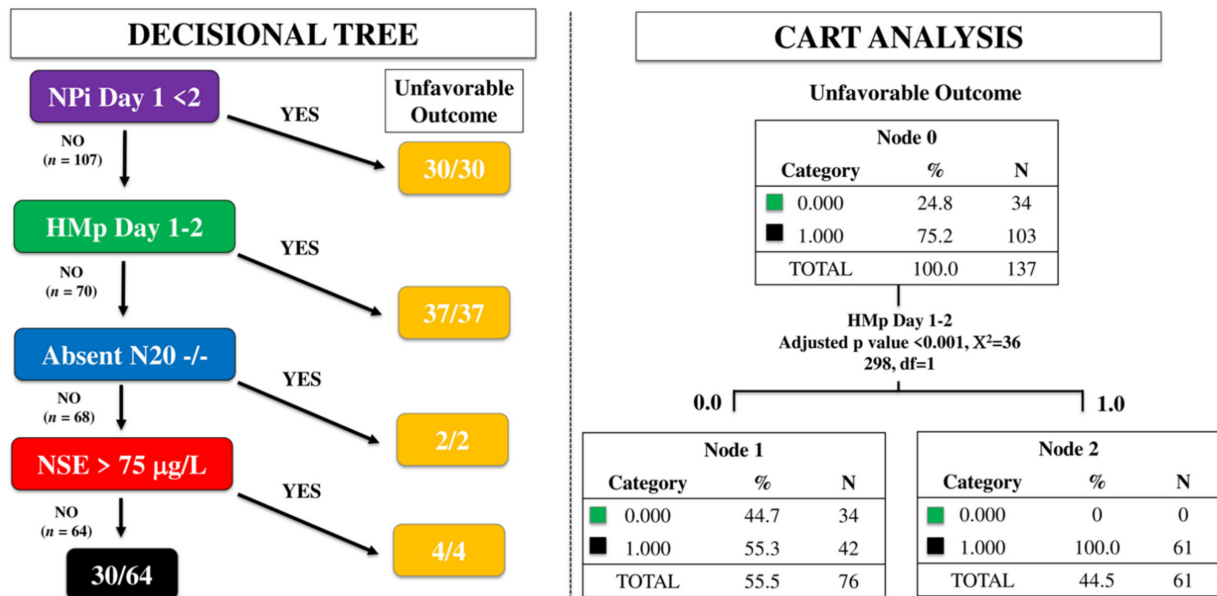 DECISIONAL TREE
NPi Day 1 <2
YES
Unfavorable
Outcome
NO
(n = 107)
30/30
HMp Day 1-2
YES
NO
(n = 70)
37/37
Absent N20 -/-
YES
NO
(n = 68)
2/2
NSE > 75 µg/L
YES
NO
(n = 64)
4/4
30/64
CART ANALYSIS
Unfavorable Outcome
Node 0
Category % N
0.000 24.8 34
1.000 75.2 103
TOTAL 100.0 137
HMp Day 1-2
Adjusted p value <0.001, X²=36
298, df=1
0.0 1.0
Node 1
Category % N
0.000 44.7 34
1.000 55.3 42
TOTAL 55.5 76
Node 2
Category % N
0.000 0 0
1.000 100.0 61
TOTAL 44.5 61